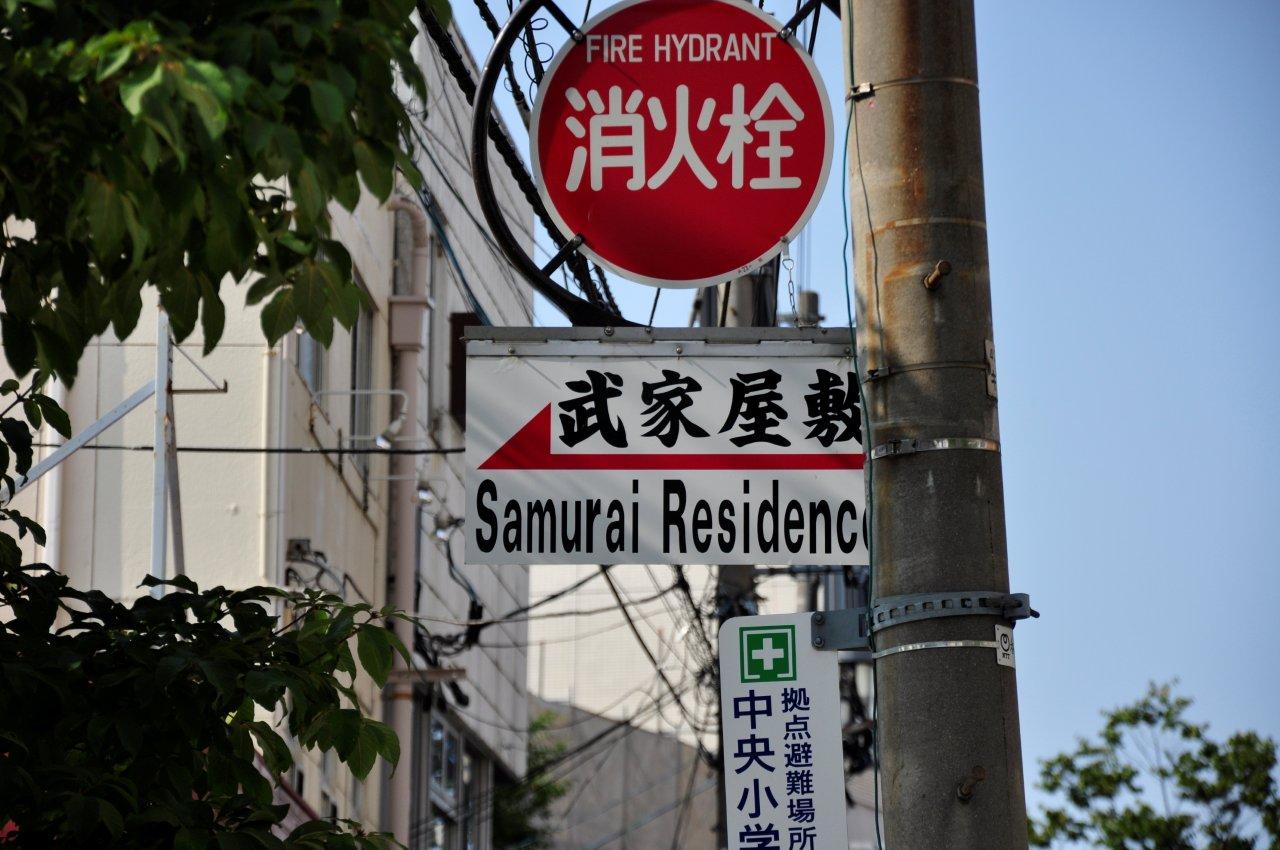 FIRE HYDRANT
消火栓
武家屋敷
Samurai Residenc
拠点避難場所
中央小学
NTT